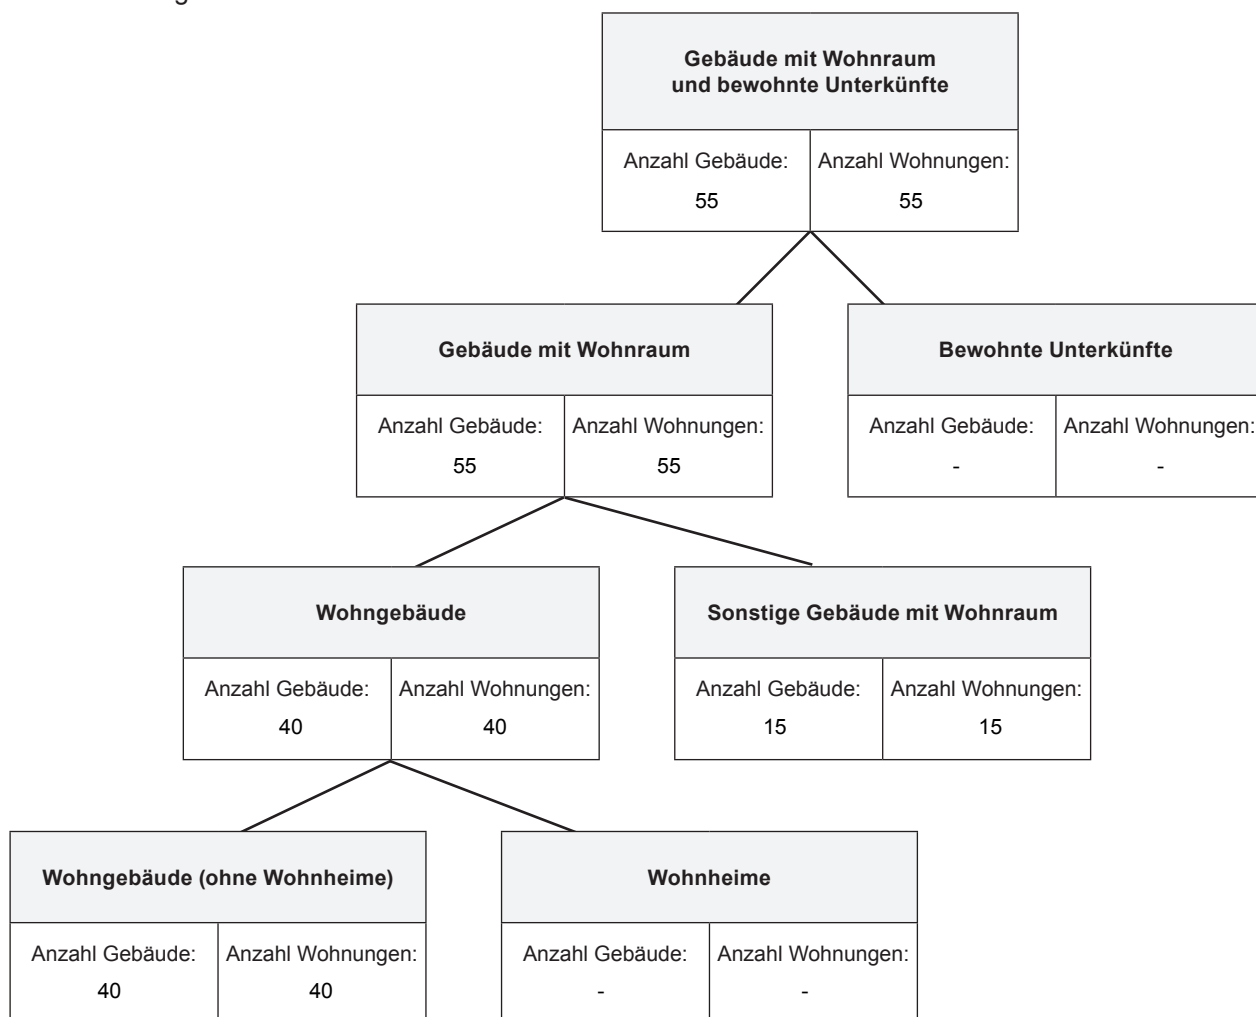 Gebäude mit Wohnraum
und bewohnte Unterkünfte
Anzahl Gebäude: Anzahl Wohnungen:
55 55
Gebäude mit Wohnraum
Anzahl Gebäude: Anzahl Wohnungen:
55 55
Bewohnte Unterkünfte
Anzahl Gebäude: Anzahl Wohnungen:
- -
Wohngebäude
Anzahl Gebäude: Anzahl Wohnungen:
40 40
Sonstige Gebäude mit Wohnraum
Anzahl Gebäude: Anzahl Wohnungen:
15 15
Wohngebäude (ohne Wohnheime)
Anzahl Gebäude: Anzahl Wohnungen:
40 40
Wohnheime
Anzahl Gebäude: Anzahl Wohnungen:
- -